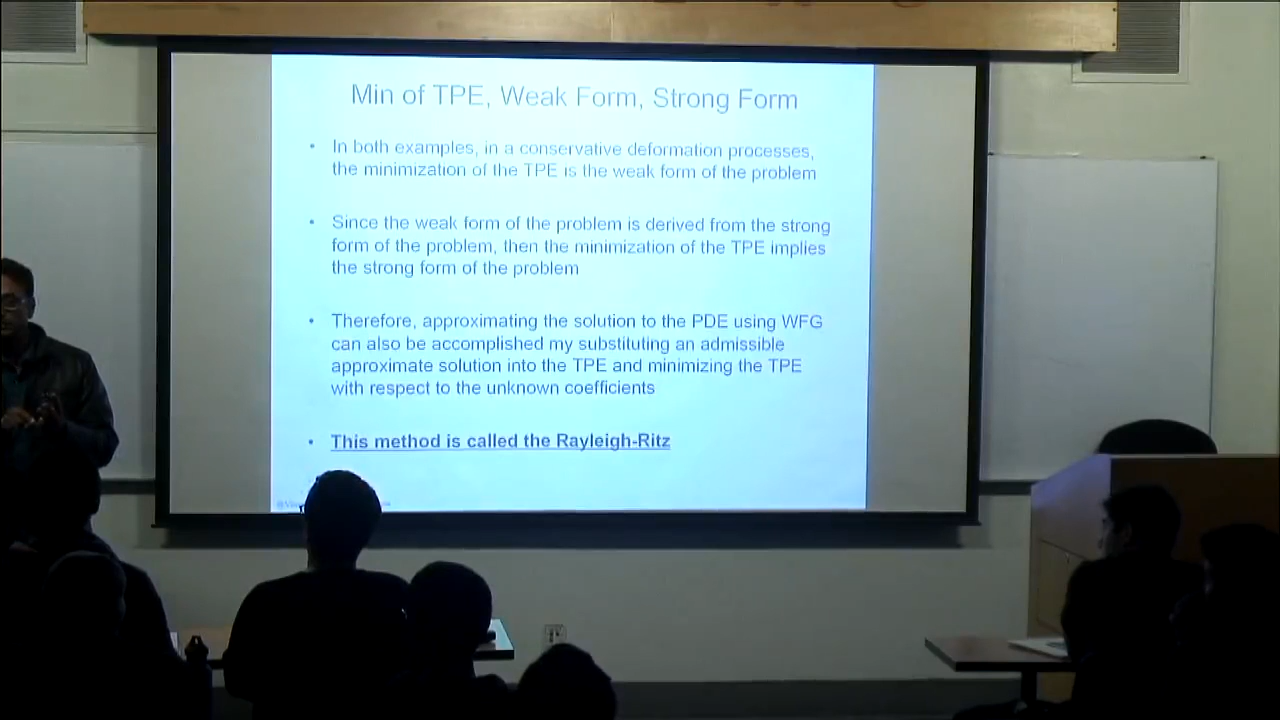 Min of TPE, Weak Form, Strong Form
• In both examples, in a conservative deformation processes,
the minimization of the TPE is the weak form of the problem
• Since the weak form of the problem is derived from the strong
form of the problem, then the minimization of the TPE implies
the strong form of the problem
• Therefore, approximating the solution to the PDE using WFG
can also be accomplished my substituting an admissible
approximate solution into the TPE and minimizing the TPE
with respect to the unknown coefficients
• This method is called the Rayleigh-Ritz